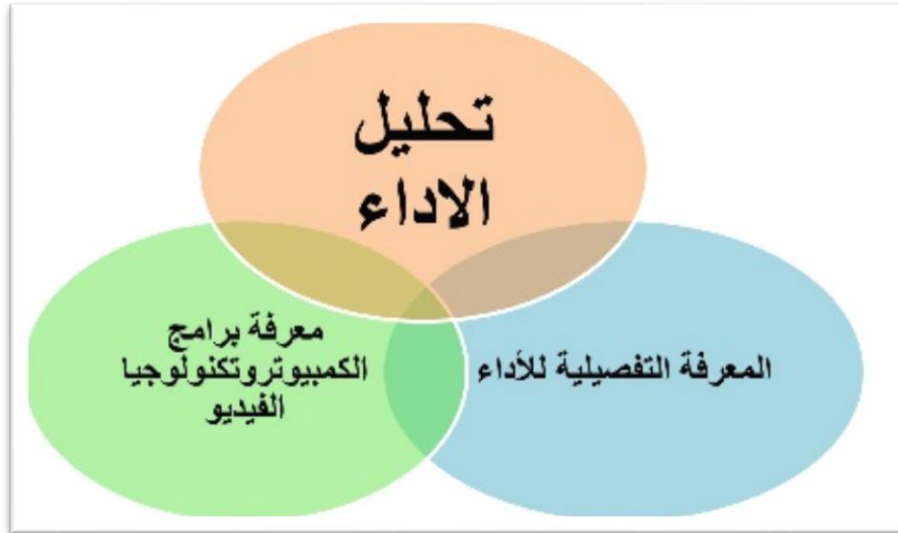 تحليل
الاداء
المعرفة التفصيلية للأداء
معرفة برامج
الكمبيوتروتكنولوجيا
الفيديو